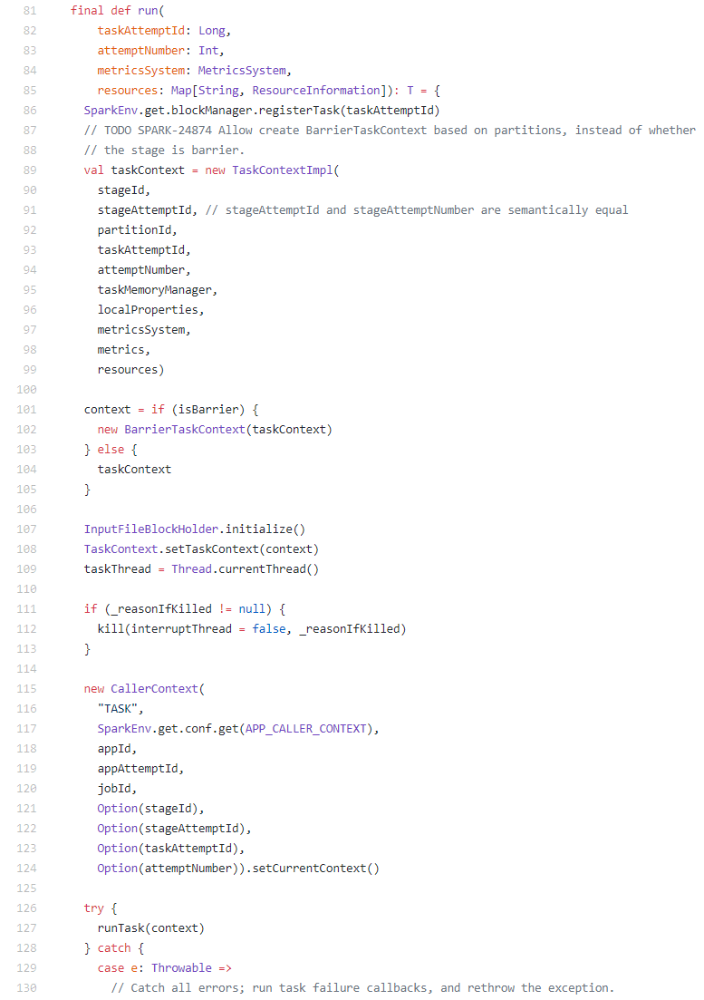 81 final def run(
82 taskAttemptId: Long,
83 attemptNumber: Int,
84 metricsSystem: MetricsSystem,
85 resources: Map[String, ResourceInformation]): T = {
86 SparkEnv.get.blockManager.registerTask(taskAttemptId)
87 // TODO SPARK-24874 Allow create BarrierTaskContext based on partitions, instead of whether
88 // the stage is barrier.
89 val taskContext = new TaskContextImpl(
90 stageId,
91 stageAttemptId, // stageAttemptId and stageAttemptNumber are semantically equal
92 partitionId,
93 taskAttemptId,
94 attemptNumber,
95 taskMemoryManager,
96 localProperties,
97 metricsSystem,
98 metrics,
99 resources)
100
101 context = if (isBarrier) {
102 new BarrierTaskContext(taskContext)
103 } else {
104 taskContext
105 }
106
107 InputFileBlockHolder.initialize()
108 TaskContext.setTaskContext(context)
109 taskThread = Thread.currentThread()
110
111 if (_reasonIfKilled != null) {
112 kill(interruptThread = false, _reasonIfKilled)
113 }
114
115 new CallerContext(
116 "TASK",
117 SparkEnv.get.conf.get(APP_CALLER_CONTEXT),
118 appId,
119 appAttemptId,
120 jobId,
121 Option(stageId),
122 Option(stageAttemptId),
123 Option(taskAttemptId),
124 Option(attemptNumber)).setCurrentContext()
125
126 try {
127 runTask(context)
128 } catch {
129 case e: Throwable =>
130 // Catch all errors; run task failure callbacks, and rethrow the exception.